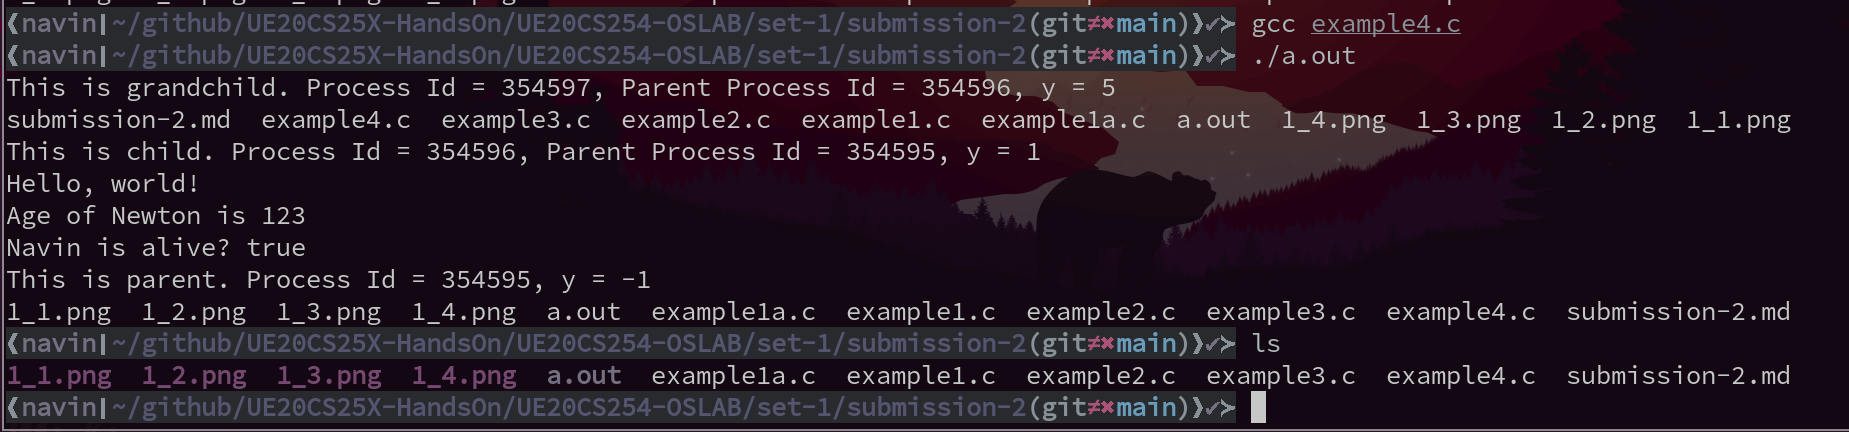 ⟪navin|~/github/UE20CS25X-HandsOn/UE20CS254-OSLAB/set-1/submission-2(git≠✖main)⟫✓> gcc example4.c
⟪navin|~/github/UE20CS25X-HandsOn/UE20CS254-OSLAB/set-1/submission-2(git≠✖main)⟫✓> ./a.out
This is grandchild. Process Id = 354597, Parent Process Id = 354596, y = 5
submission-2.md  example4.c  example3.c  example2.c  example1.c  example1a.c  a.out  1_4.png  1_3.png  1_2.png  1_1.png
This is child. Process Id = 354596, Parent Process Id = 354595, y = 1
Hello, world!
Age of Newton is 123
Navin is alive? true
This is parent. Process Id = 354595, y = -1
1_1.png  1_2.png  1_3.png  1_4.png  a.out  example1a.c  example1.c  example2.c  example3.c  example4.c  submission-2.md
⟪navin|~/github/UE20CS25X-HandsOn/UE20CS254-OSLAB/set-1/submission-2(git≠✖main)⟫✓> ls
1_1.png  1_2.png  1_3.png  1_4.png  a.out  example1a.c  example1.c  example2.c  example3.c  example4.c  submission-2.md
⟪navin|~/github/UE20CS25X-HandsOn/UE20CS254-OSLAB/set-1/submission-2(git≠✖main)⟫✓>